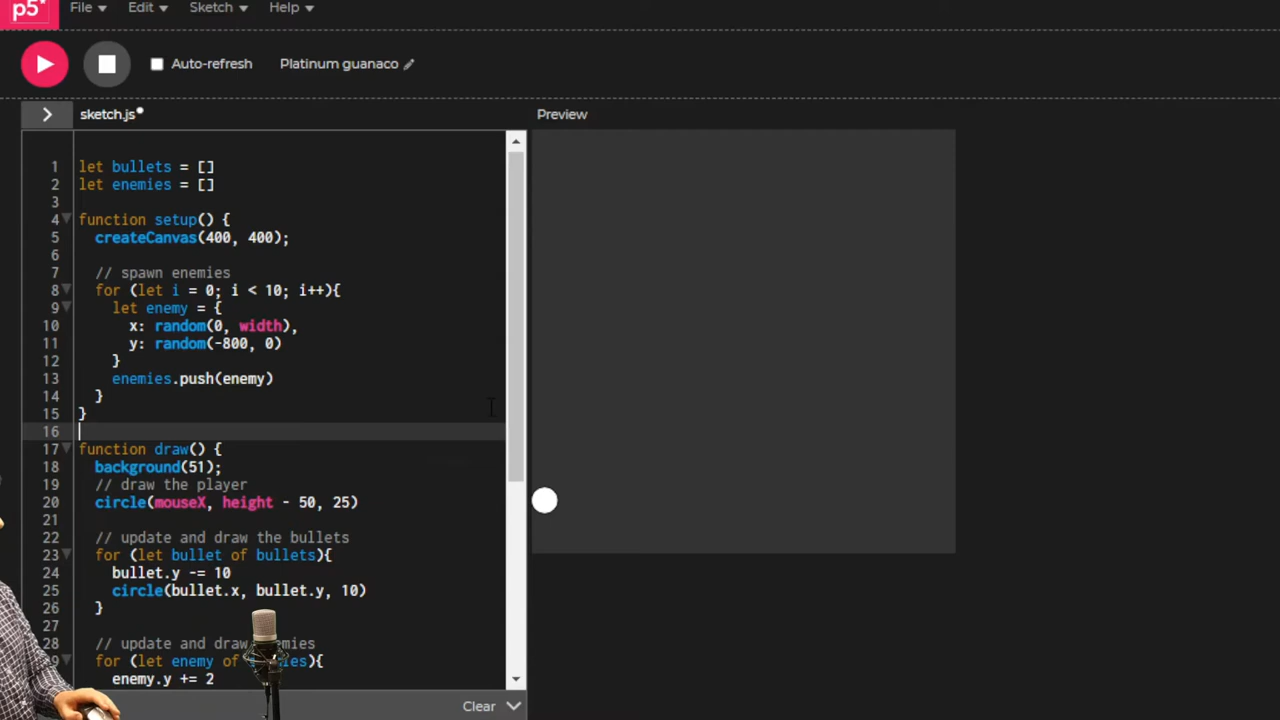 p5*
File Edit Sketch Help
Auto-refresh Platinum guanaco
sketch.js
Preview
1 let bullets = []
2 let enemies = []
3
4 function setup() {
5 createCanvas(400, 400);
6
7 // spawn enemies
8 for (let i = 0; i < 10; i++){
9 let enemy = {
10 x: random(0, width),
11 y: random(-800, 0)
12 }
13 enemies.push(enemy)
14 }
15 }
16
17 function draw() {
18 background(51);
19 // draw the player
20 circle(mouseX, height - 50, 25)
21
22 // update and draw the bullets
23 for (let bullet of bullets){
24 bullet.y -= 10
25 circle(bullet.x, bullet.y, 10)
26 }
27
28 // update and draw
for (let enemy of
enemy.y += 2
Clear